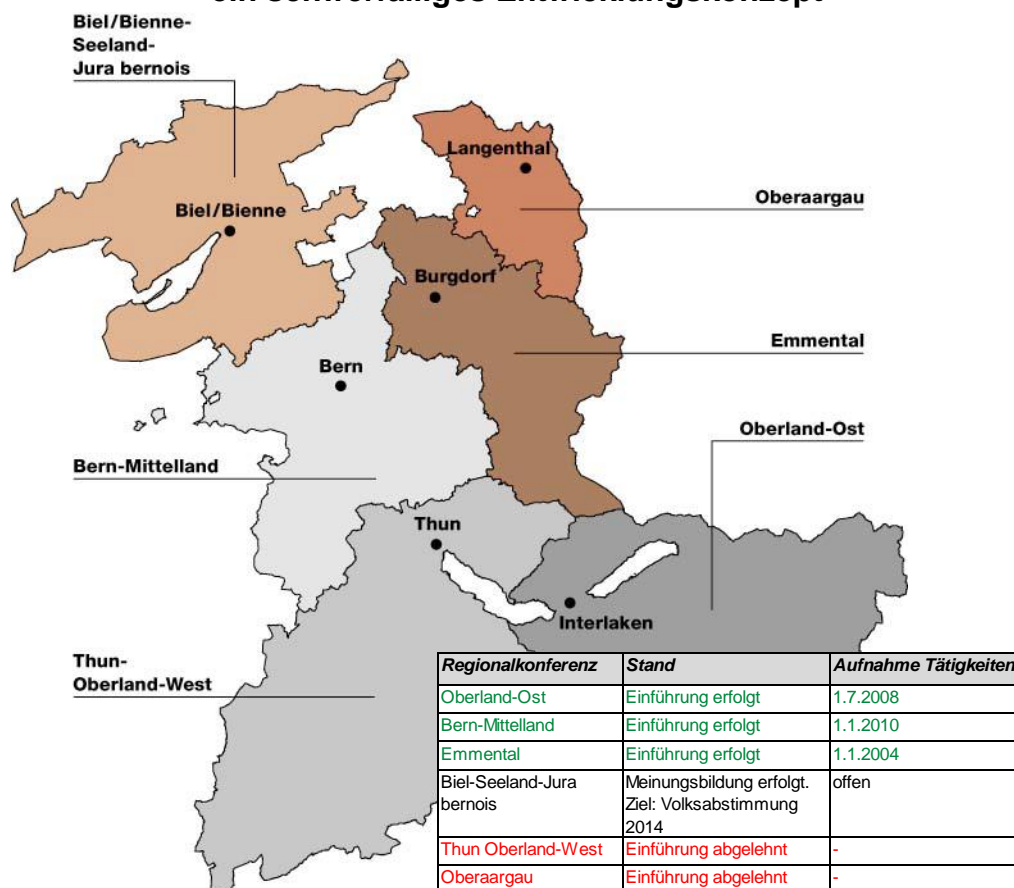 Biel/Bienne-
Seeland-
Jura bernois
Langenthal
Oberaargau
Biel/Bienne
Burgdorf
Emmental
Bern
Oberland-Ost
Bern-Mittelland
Thun
Interlaken
Thun-
Oberland-West
Regionalkonferenz Stand Aufnahme Tätigkeiten
Oberland-Ost Einführung erfolgt 1.7.2008
Bern-Mittelland Einführung erfolgt 1.1.2010
Emmental Einführung erfolgt 1.1.2004
Biel-Seeland-Jura Meinungsbildung erfolgt. offen
bernois Ziel: Volksabstimmung
2014
Thun Oberland-West Einführung abgelehnt -
Oberaargau Einführung abgelehnt -